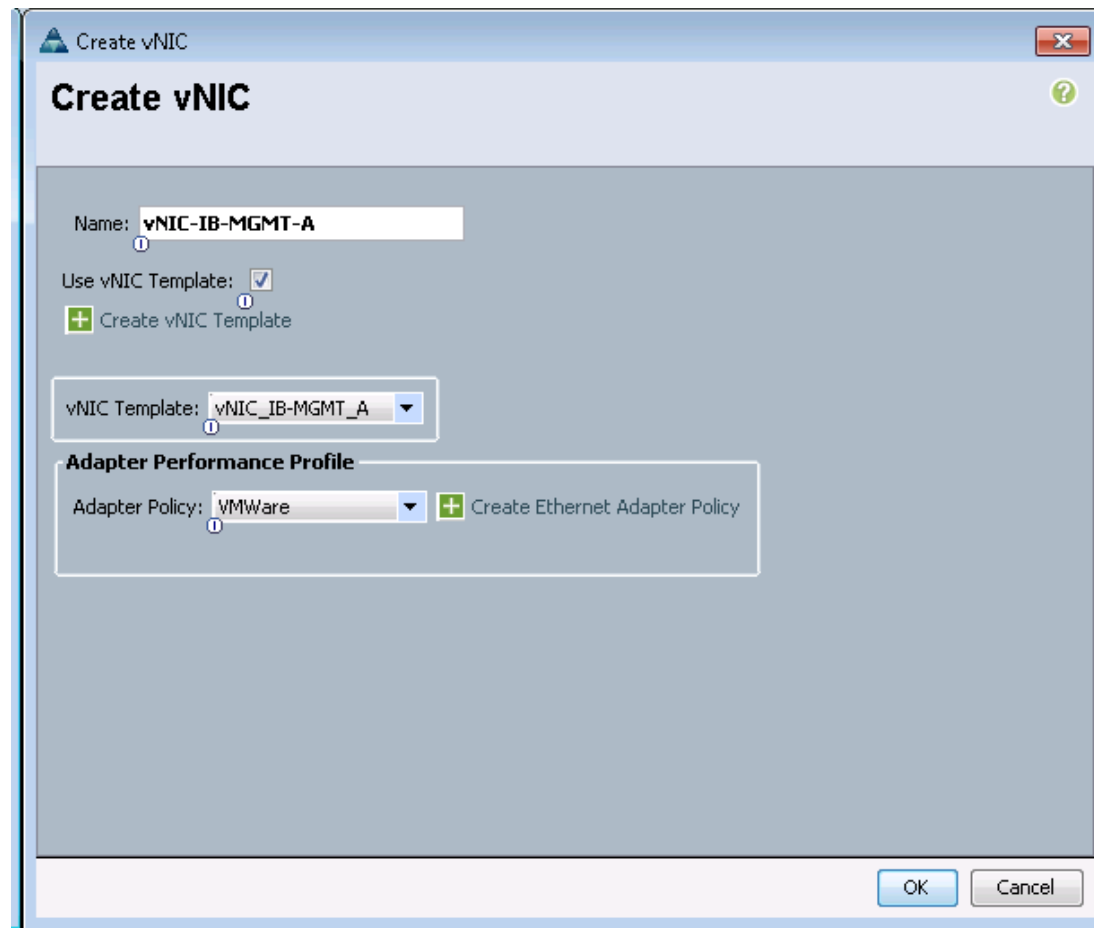 Create vNIC
Create vNIC
Name: vNIC-IB-MGMT-A
Use vNIC Template:
Create vNIC Template
vNIC Template: vNIC_IB-MGMT_A
Adapter Performance Profile
Adapter Policy: VMWare Create Ethernet Adapter Policy
OK Cancel